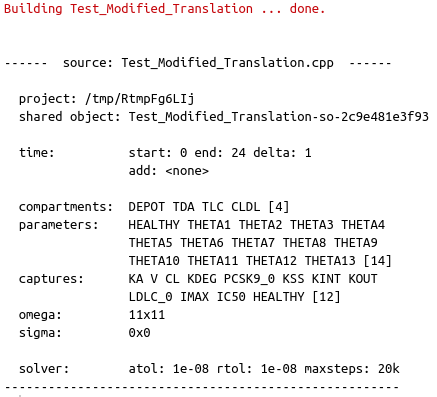 Building Test_Modified_Translation ... done.
------  source: Test_Modified_Translation.cpp  ------
project: /tmp/RtmpFg6LIj
shared object: Test_Modified_Translation-so-2c9e481e3f93
time:          start: 0 end: 24 delta: 1
add: <none>
compartments:  DEPOT TDA TLC CLDL [4]
parameters:    HEALTHY THETA1 THETA2 THETA3 THETA4
THETA5 THETA6 THETA7 THETA8 THETA9
THETA10 THETA11 THETA12 THETA13 [14]
captures:      KA V CL KDEG PCSK9_0 KSS KINT KOUT
LDLC_0 IMAX IC50 HEALTHY [12]
omega:         11x11
sigma:         0x0
solver:        atol: 1e-08 rtol: 1e-08 maxsteps: 20k
------------------------------------------------------